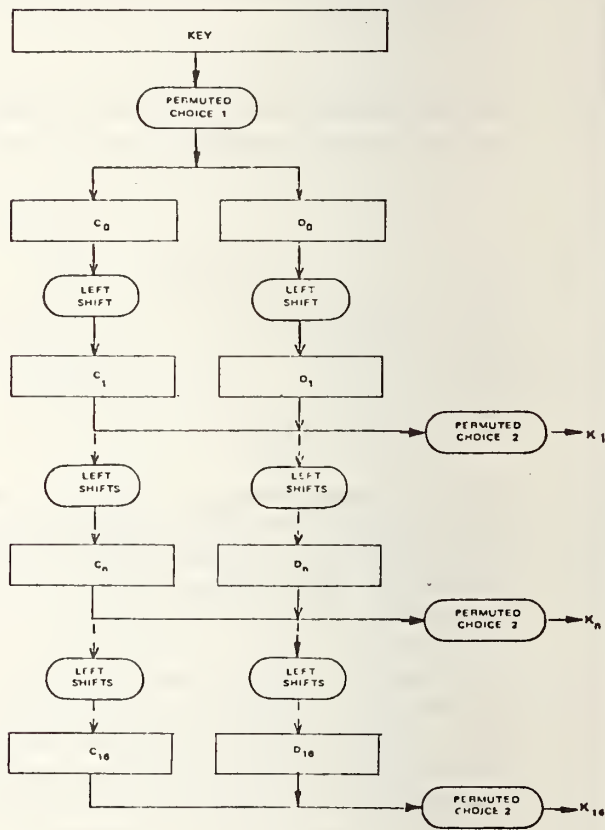 KEY
PERMUTED
CHOICE 1
C₀ D₀
LEFT
SHIFT
LEFT
SHIFT
C₁ D₁
PERMUTED
CHOICE 2
K₁
LEFT
SHIFTS
LEFT
SHIFTS
Cₙ Dₙ
PERMUTED
CHOICE 2
Kₙ
LEFT
SHIFTS
LEFT
SHIFTS
C₁₆ D₁₆
PERMUTED
CHOICE 2
K₁₆